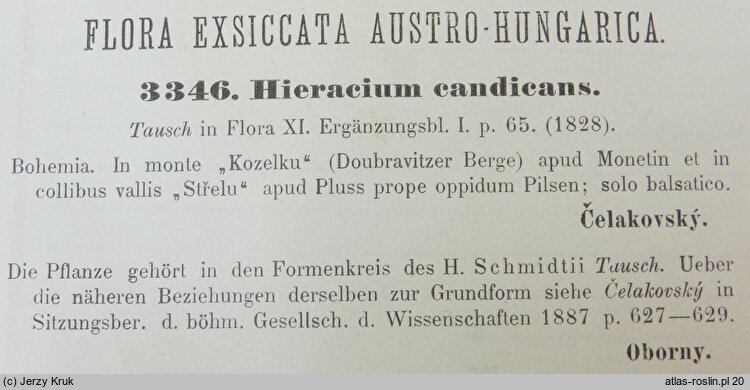 FLORA EXSICCATA AUSTRO-HUNGARICA.
3346. Hieracium candicans.
Tausch in Flora XI. Ergänzungsbl. I. p. 65. (1828).
Bohemia. In monte „Kozelku“ (Doubravitzer Berge) apud Monetin et in
collibus vallis „Střelu“ apud Pluss prope oppidum Pilsen; solo balsatico.
Čelakovský.
Die Pflanze gehört in den Formenkreis des H. Schmidtii Tausch. Ueber
die näheren Beziehungen derselben zur Grundform siehe Čelakovský in
Sitzungsber. d. böhm. Gesellsch. d. Wissenschaften 1887 p. 627—629.
Oborny.
(c) Jerzy Kruk
atlas-roslin.pl 20